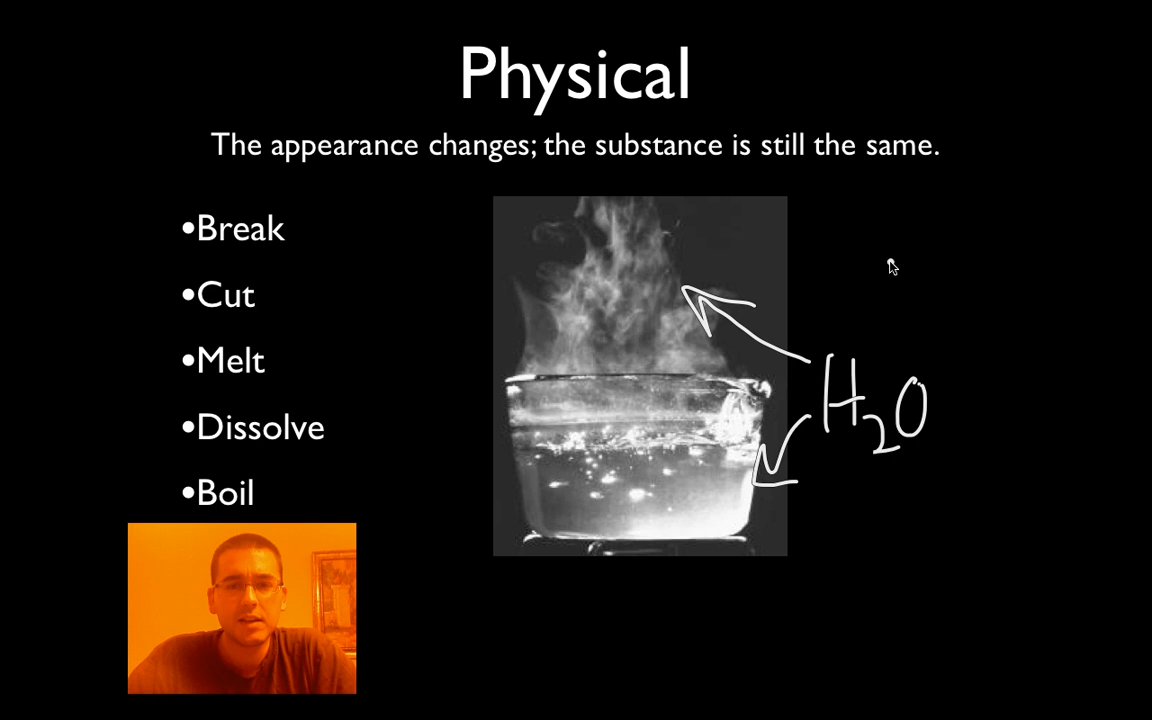 Physical
The appearance changes; the substance is still the same.
•Break
•Cut
•Melt
•Dissolve
•Boil
H₂O